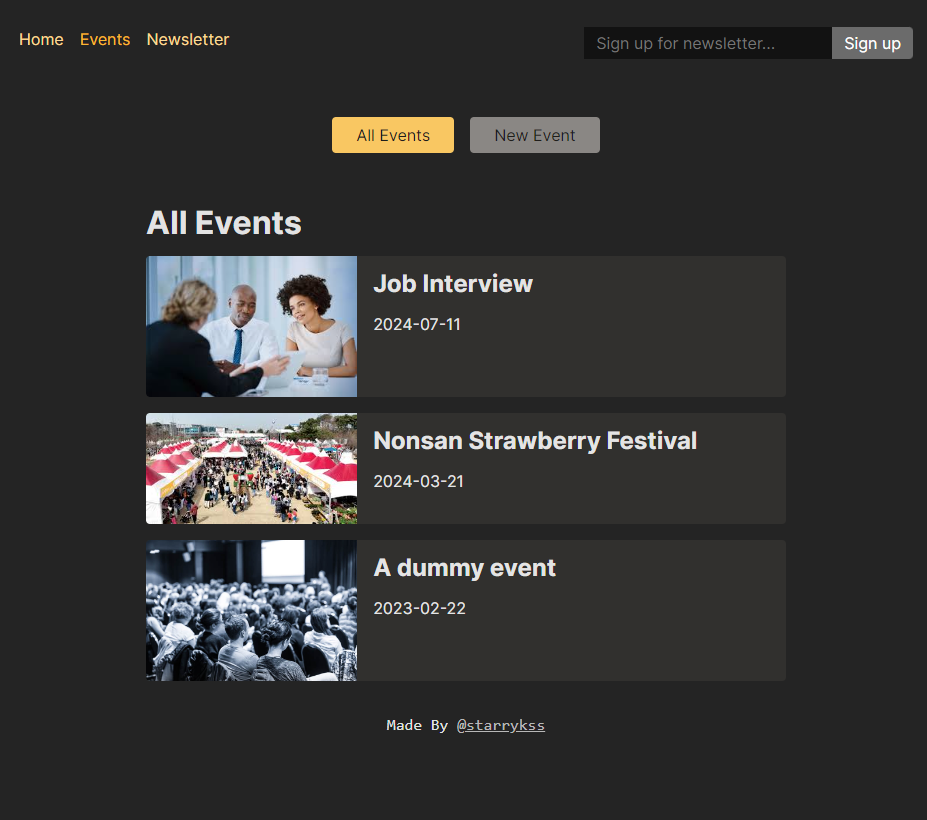 Home Events Newsletter Sign up for newsletter... Sign up
All Events New Event
All Events
Job Interview
2024-07-11
Nonsan Strawberry Festival
2024-03-21
A dummy event
2023-02-22
Made By @starrykss